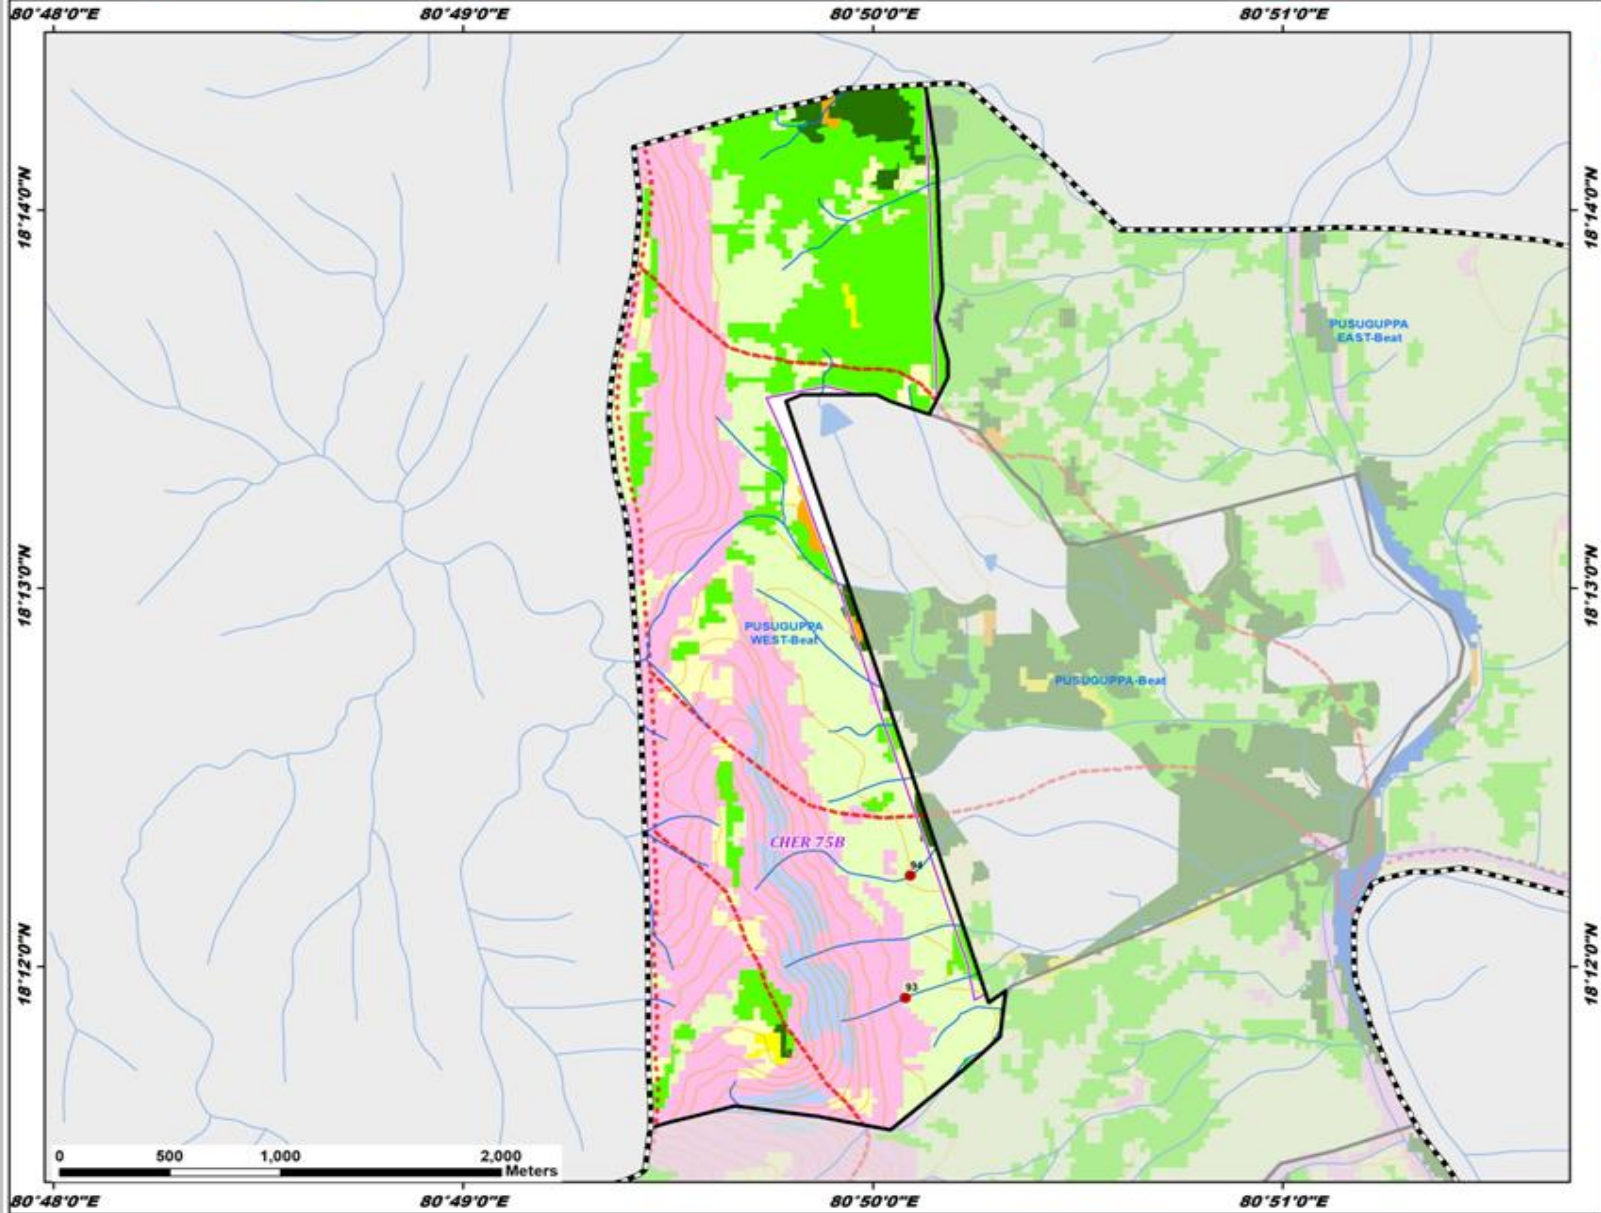 80°48'0"E 80°49'0"E 80°50'0"E 80°51'0"E
18°14'0"N 18°14'0"N
PUSUGUPPA
EAST-Beat
18°13'0"N 18°13'0"N
PUSUGUPPA
WEST-Beat
PUSUGUPPA-Beat
CHER 75B
94
18°12'0"N 18°12'0"N
93
0 500 1,000 2,000
Meters
80°48'0"E 80°49'0"E 80°50'0"E 80°51'0"E